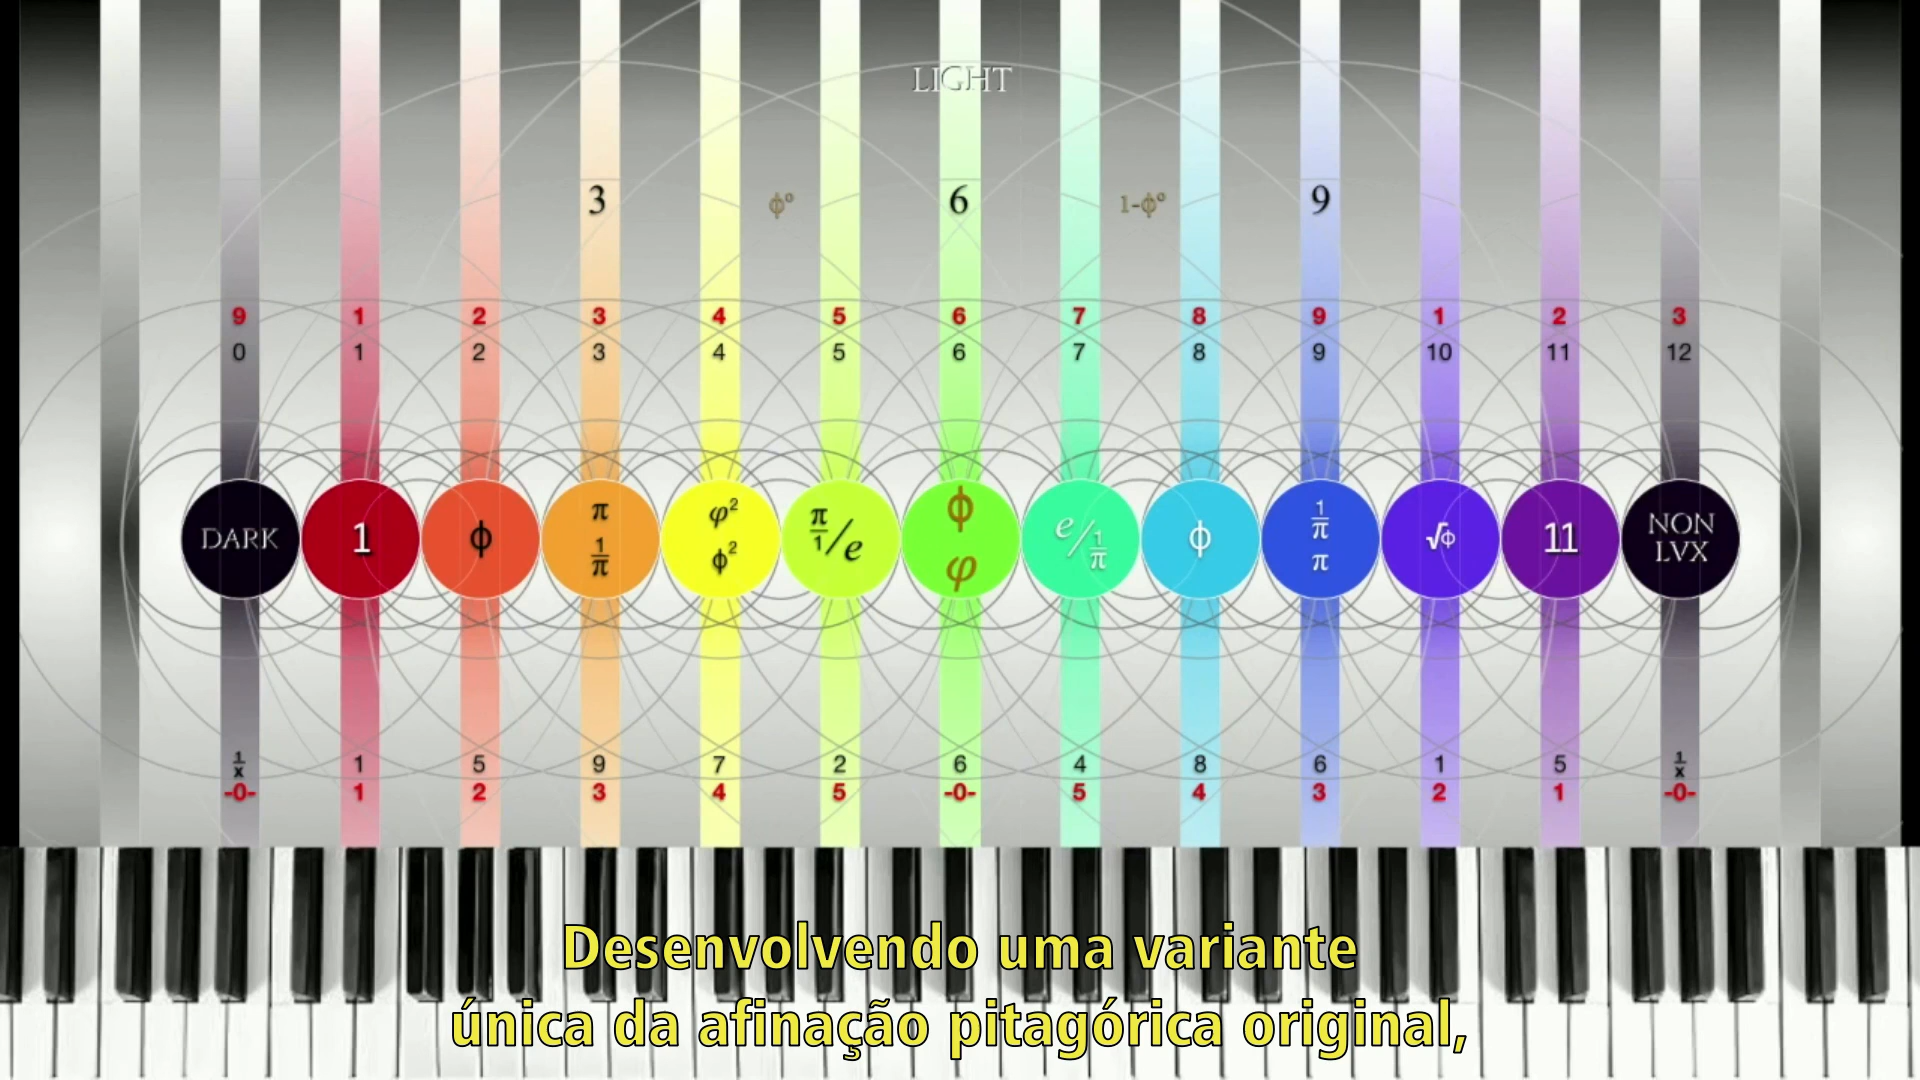 LIGHT
3 ϕº 6 1-ϕº 9
9 1 2 3 4 5 6 7 8 9 1 2 3
0 1 2 3 4 5 6 7 8 9 10 11 12
DARK 1 ϕ π 1/π φ² ϕ² π/1/e ϕ φ e/1/π ϕ 1/π π √ϕ 11 NON LVX
1/x 1 5 9 7 2 6 4 8 6 1 5 1/x
-0- 1 2 3 4 5 -0- 5 4 3 2 1 -0-
Desenvolvendo uma variante
única da afinação pitagórica original,